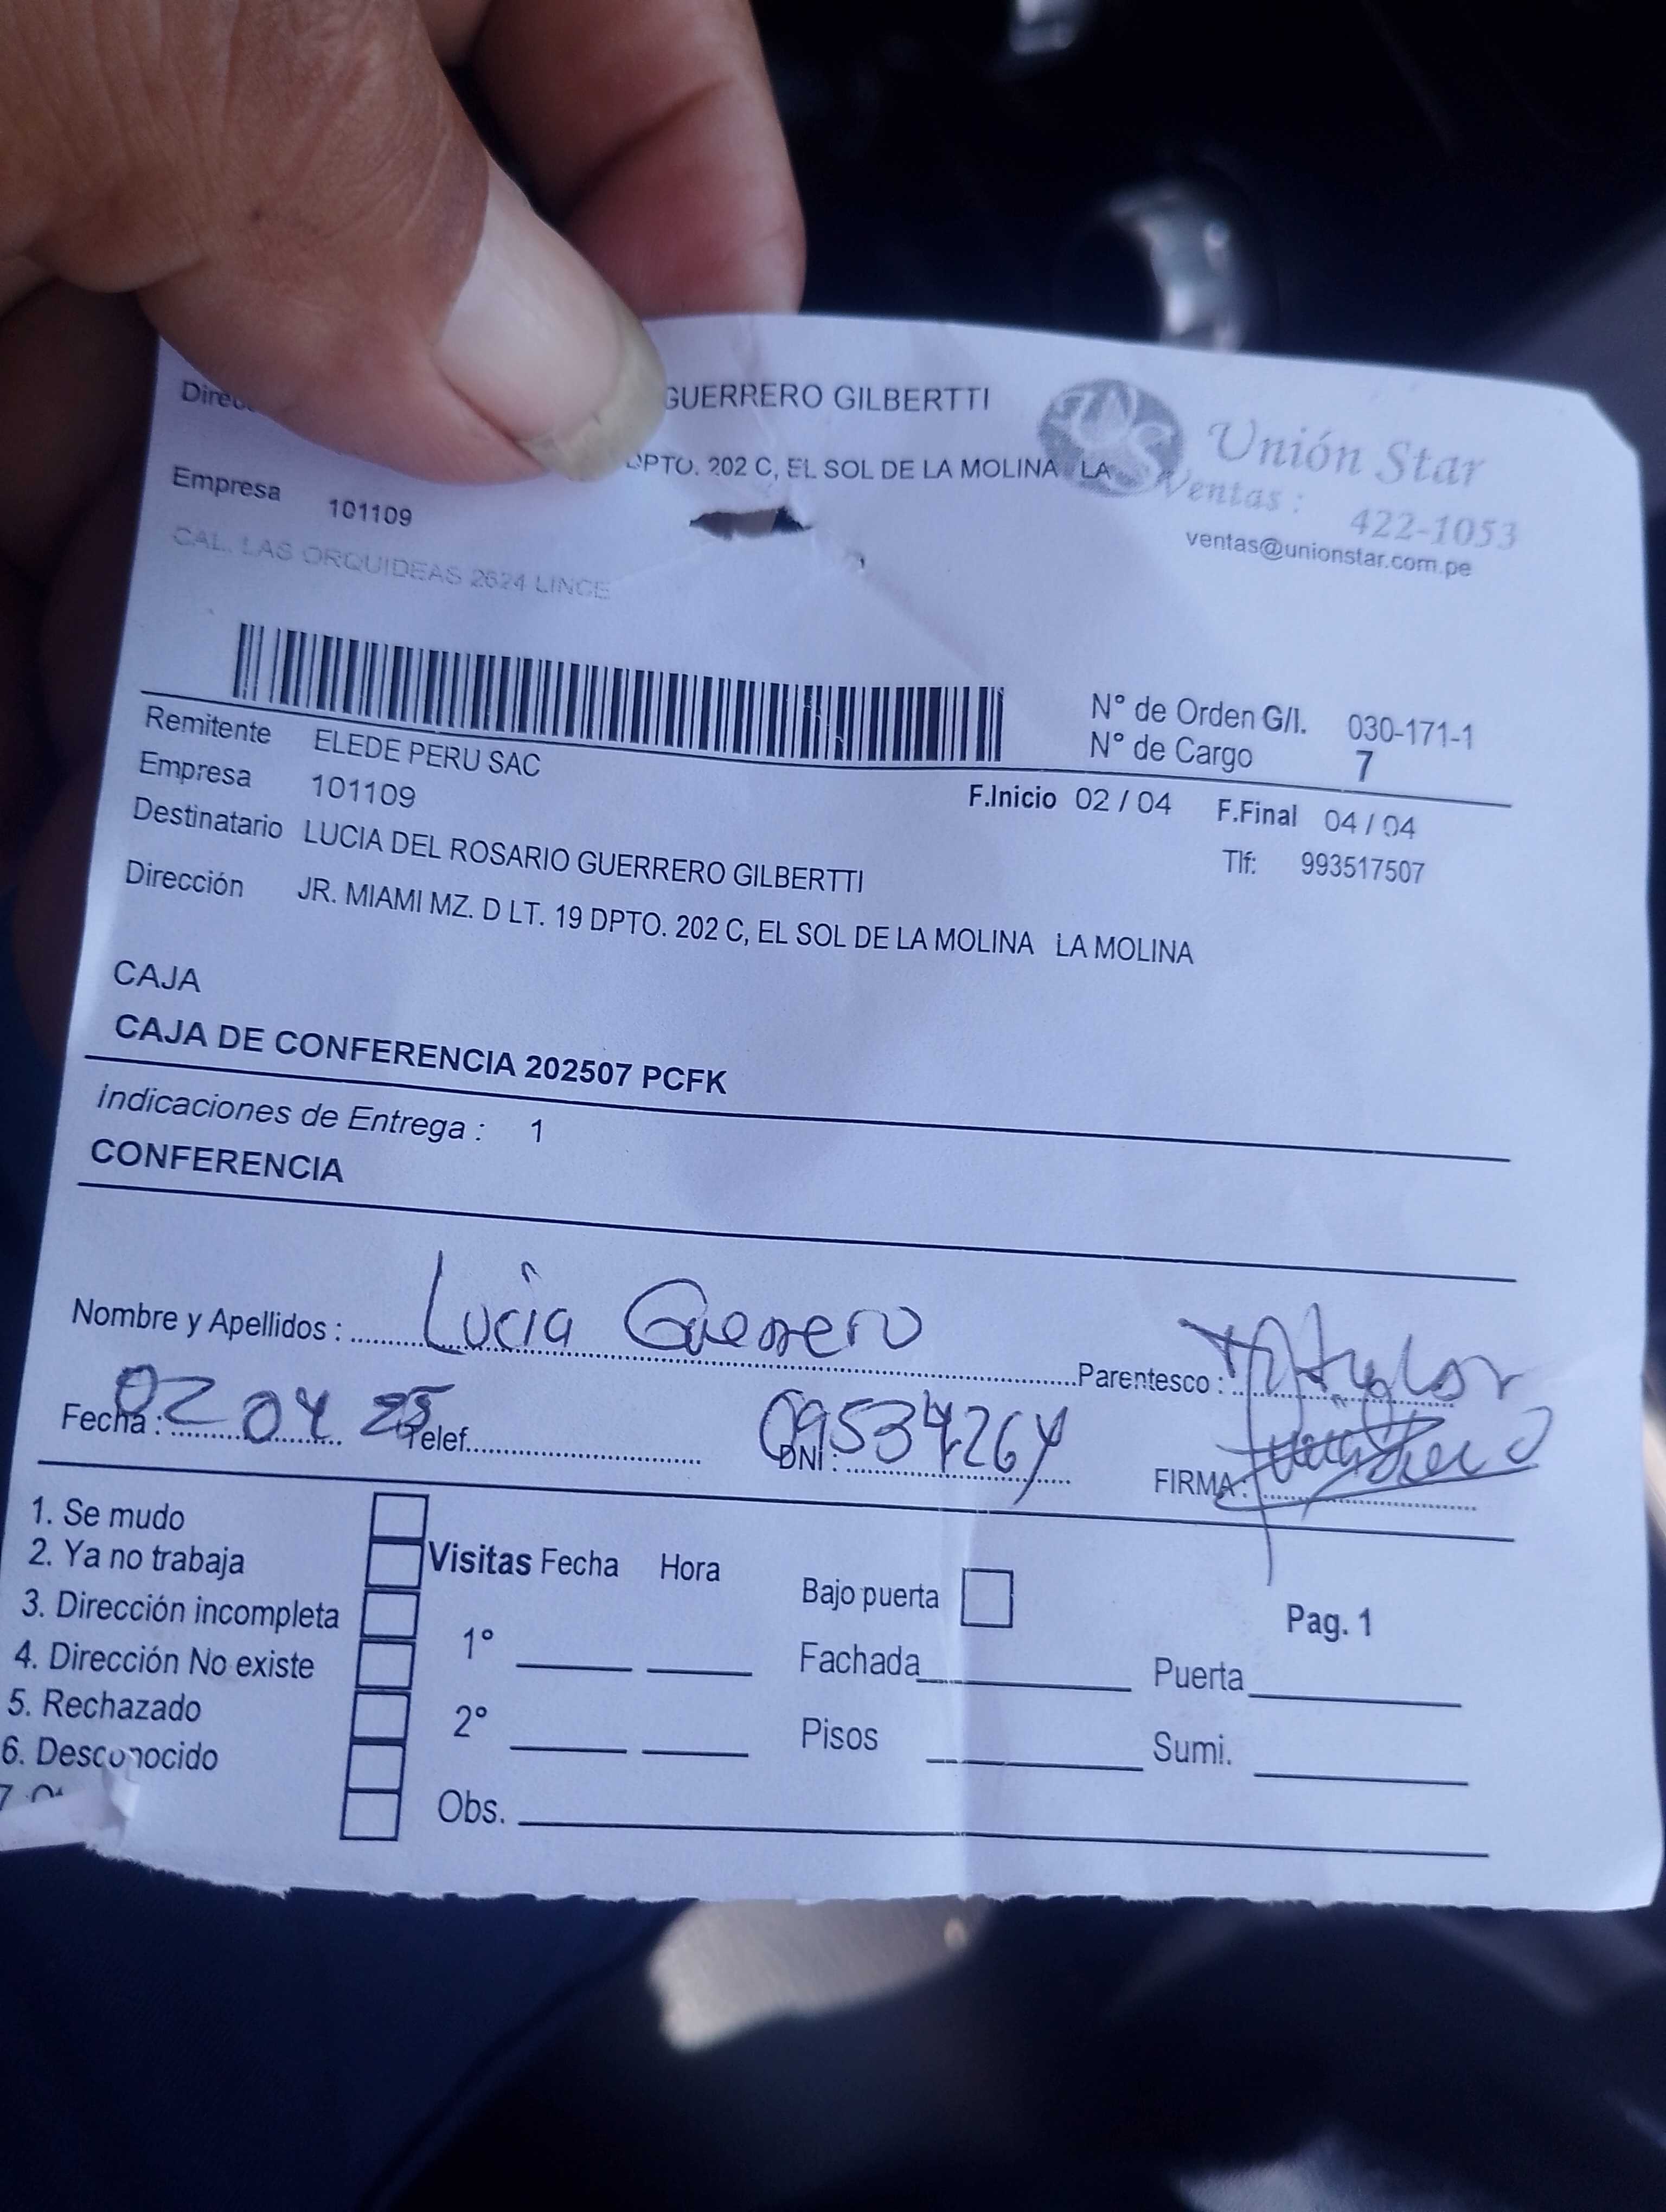 GUERRERO GILBERTTI
DPTO. 202 C, EL SOL DE LA MOLINA LA
Unión Star
Ventas : 422-1053
ventas@unionstar.com.pe
Empresa 101109
CAL. LAS ORQUIDEAS 2624 LINCE
N° de Orden G/I. 030-171-1
N° de Cargo 7
Remitente ELEDE PERU SAC
Empresa 101109
F.Inicio 02 / 04 F.Final 04 / 04
Destinatario LUCIA DEL ROSARIO GUERRERO GILBERTTI
Tlf: 993517507
Dirección JR. MIAMI MZ. D LT. 19 DPTO. 202 C, EL SOL DE LA MOLINA LA MOLINA
CAJA
CAJA DE CONFERENCIA 202507 PCFK
Indicaciones de Entrega : 1
CONFERENCIA
Nombre y Apellidos : Lucia Guerrero Parentesco : Titular
Fecha : 02 04 25 Telef. DNI : 09537264 FIRMA :
1. Se mudo
2. Ya no trabaja
3. Dirección incompleta
4. Dirección No existe
5. Rechazado
6. Desconocido
Visitas Fecha Hora
1°
2°
Obs.
Bajo puerta
Fachada Puerta
Pisos Sumi.
Pag. 1